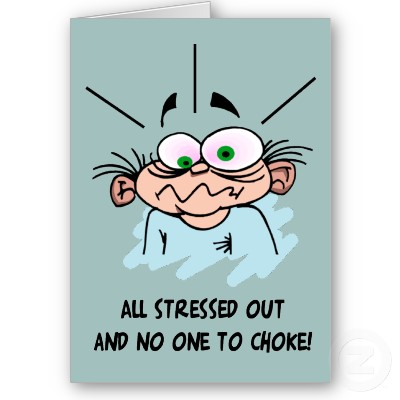 ALL STRESSED OUT
AND NO ONE TO CHOKE!